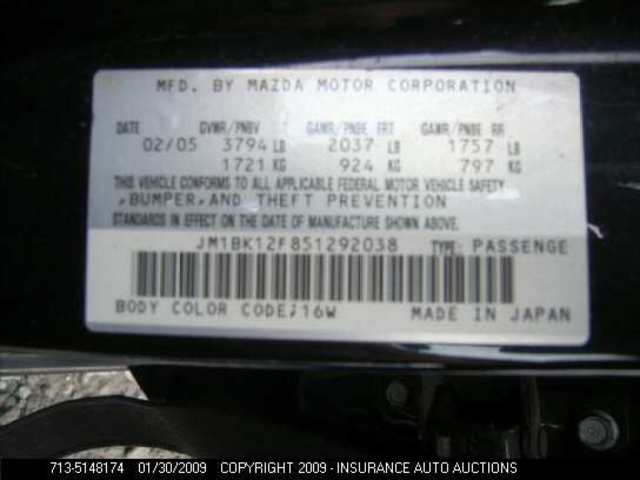 MFD. BY MAZDA MOTOR CORPORATION
DATE GVWR/PNBV GAWR/PNBE FRT GAWR/PNBE RR
02/05 3794 LB 2037 LB 1757 LB
1721 KG 924 KG 797 KG
THIS VEHICLE CONFORMS TO ALL APPLICABLE FEDERAL MOTOR VEHICLE SAFETY
,BUMPER,AND THEFT PREVENTION
STANDARDS IN EFFECT ON THE DATE OF MANUFACTURE SHOWN ABOVE.
JM1BK12F851292038 TYPE: PASSENGE
BODY COLOR CODE;16W MADE IN JAPAN
713-5148174 01/30/2009 COPYRIGHT 2009 - INSURANCE AUTO AUCTIONS